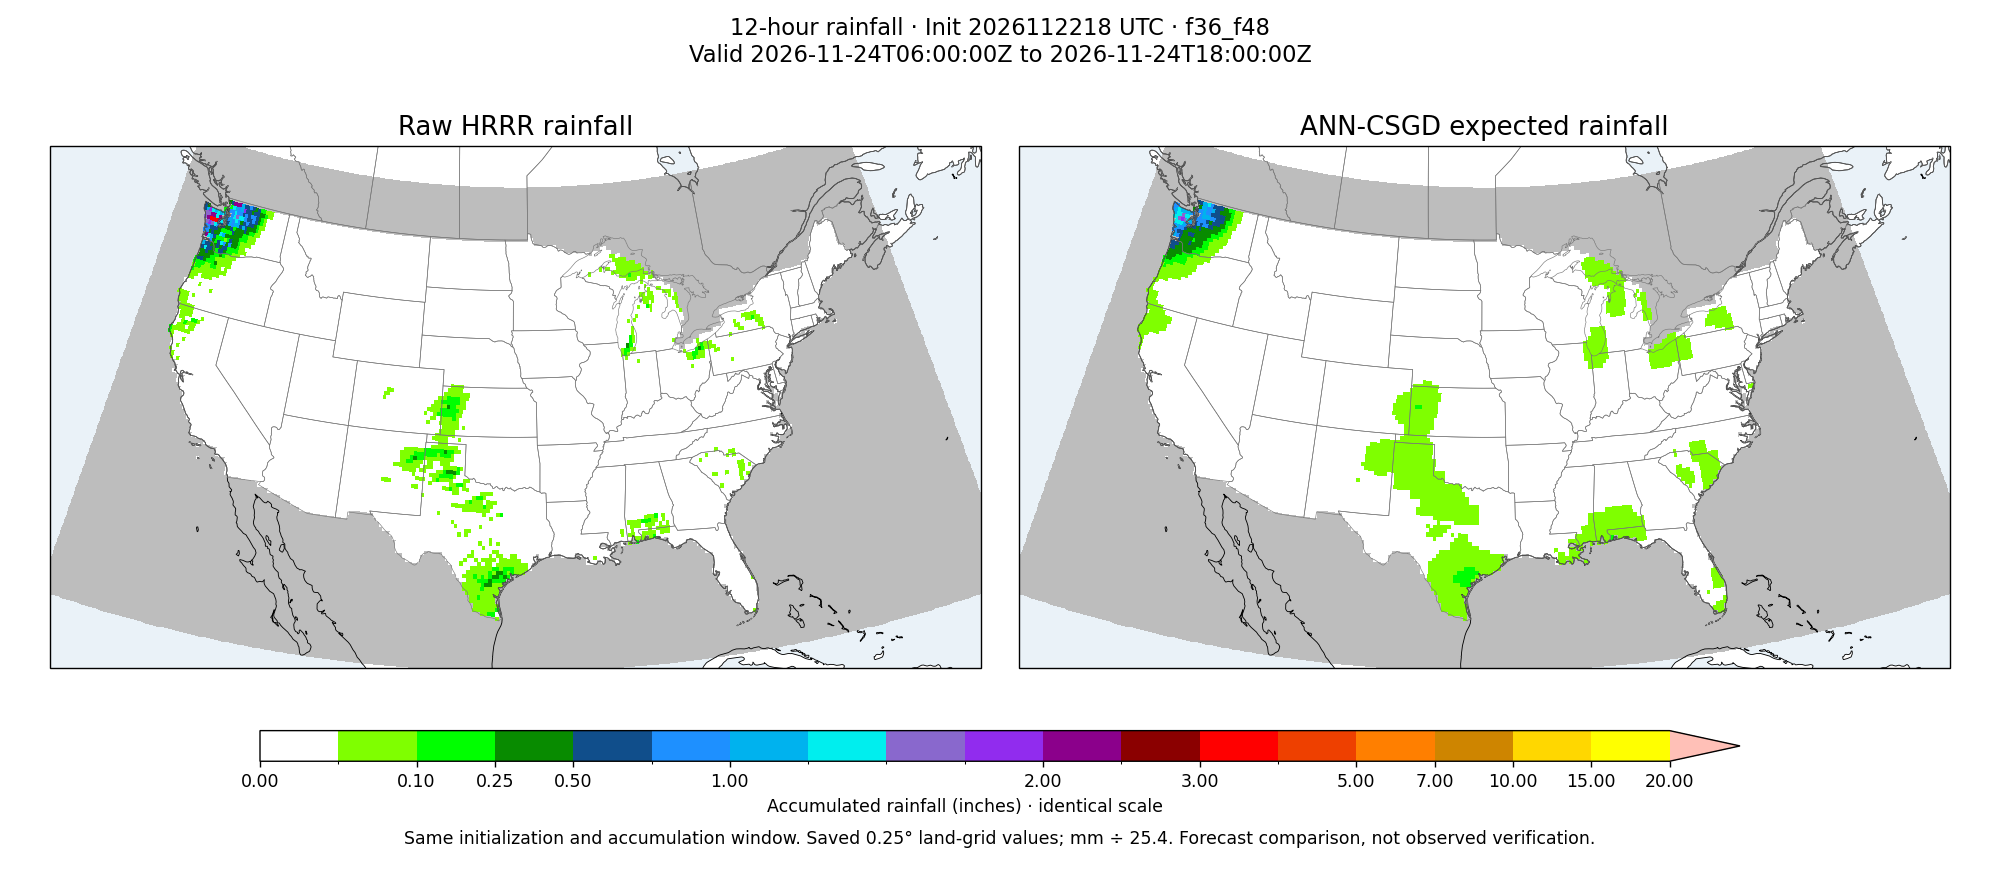 12-hour rainfall · Init 2026112218 UTC · f36_f48
Valid 2026-11-24T06:00:00Z to 2026-11-24T18:00:00Z
Raw HRRR rainfall
ANN-CSGD expected rainfall
0.00 0.10 0.25 0.50 1.00 2.00 3.00 5.00 7.00 10.00 15.00 20.00
Accumulated rainfall (inches) · identical scale
Same initialization and accumulation window. Saved 0.25° land-grid values; mm ÷ 25.4. Forecast comparison, not observed verification.